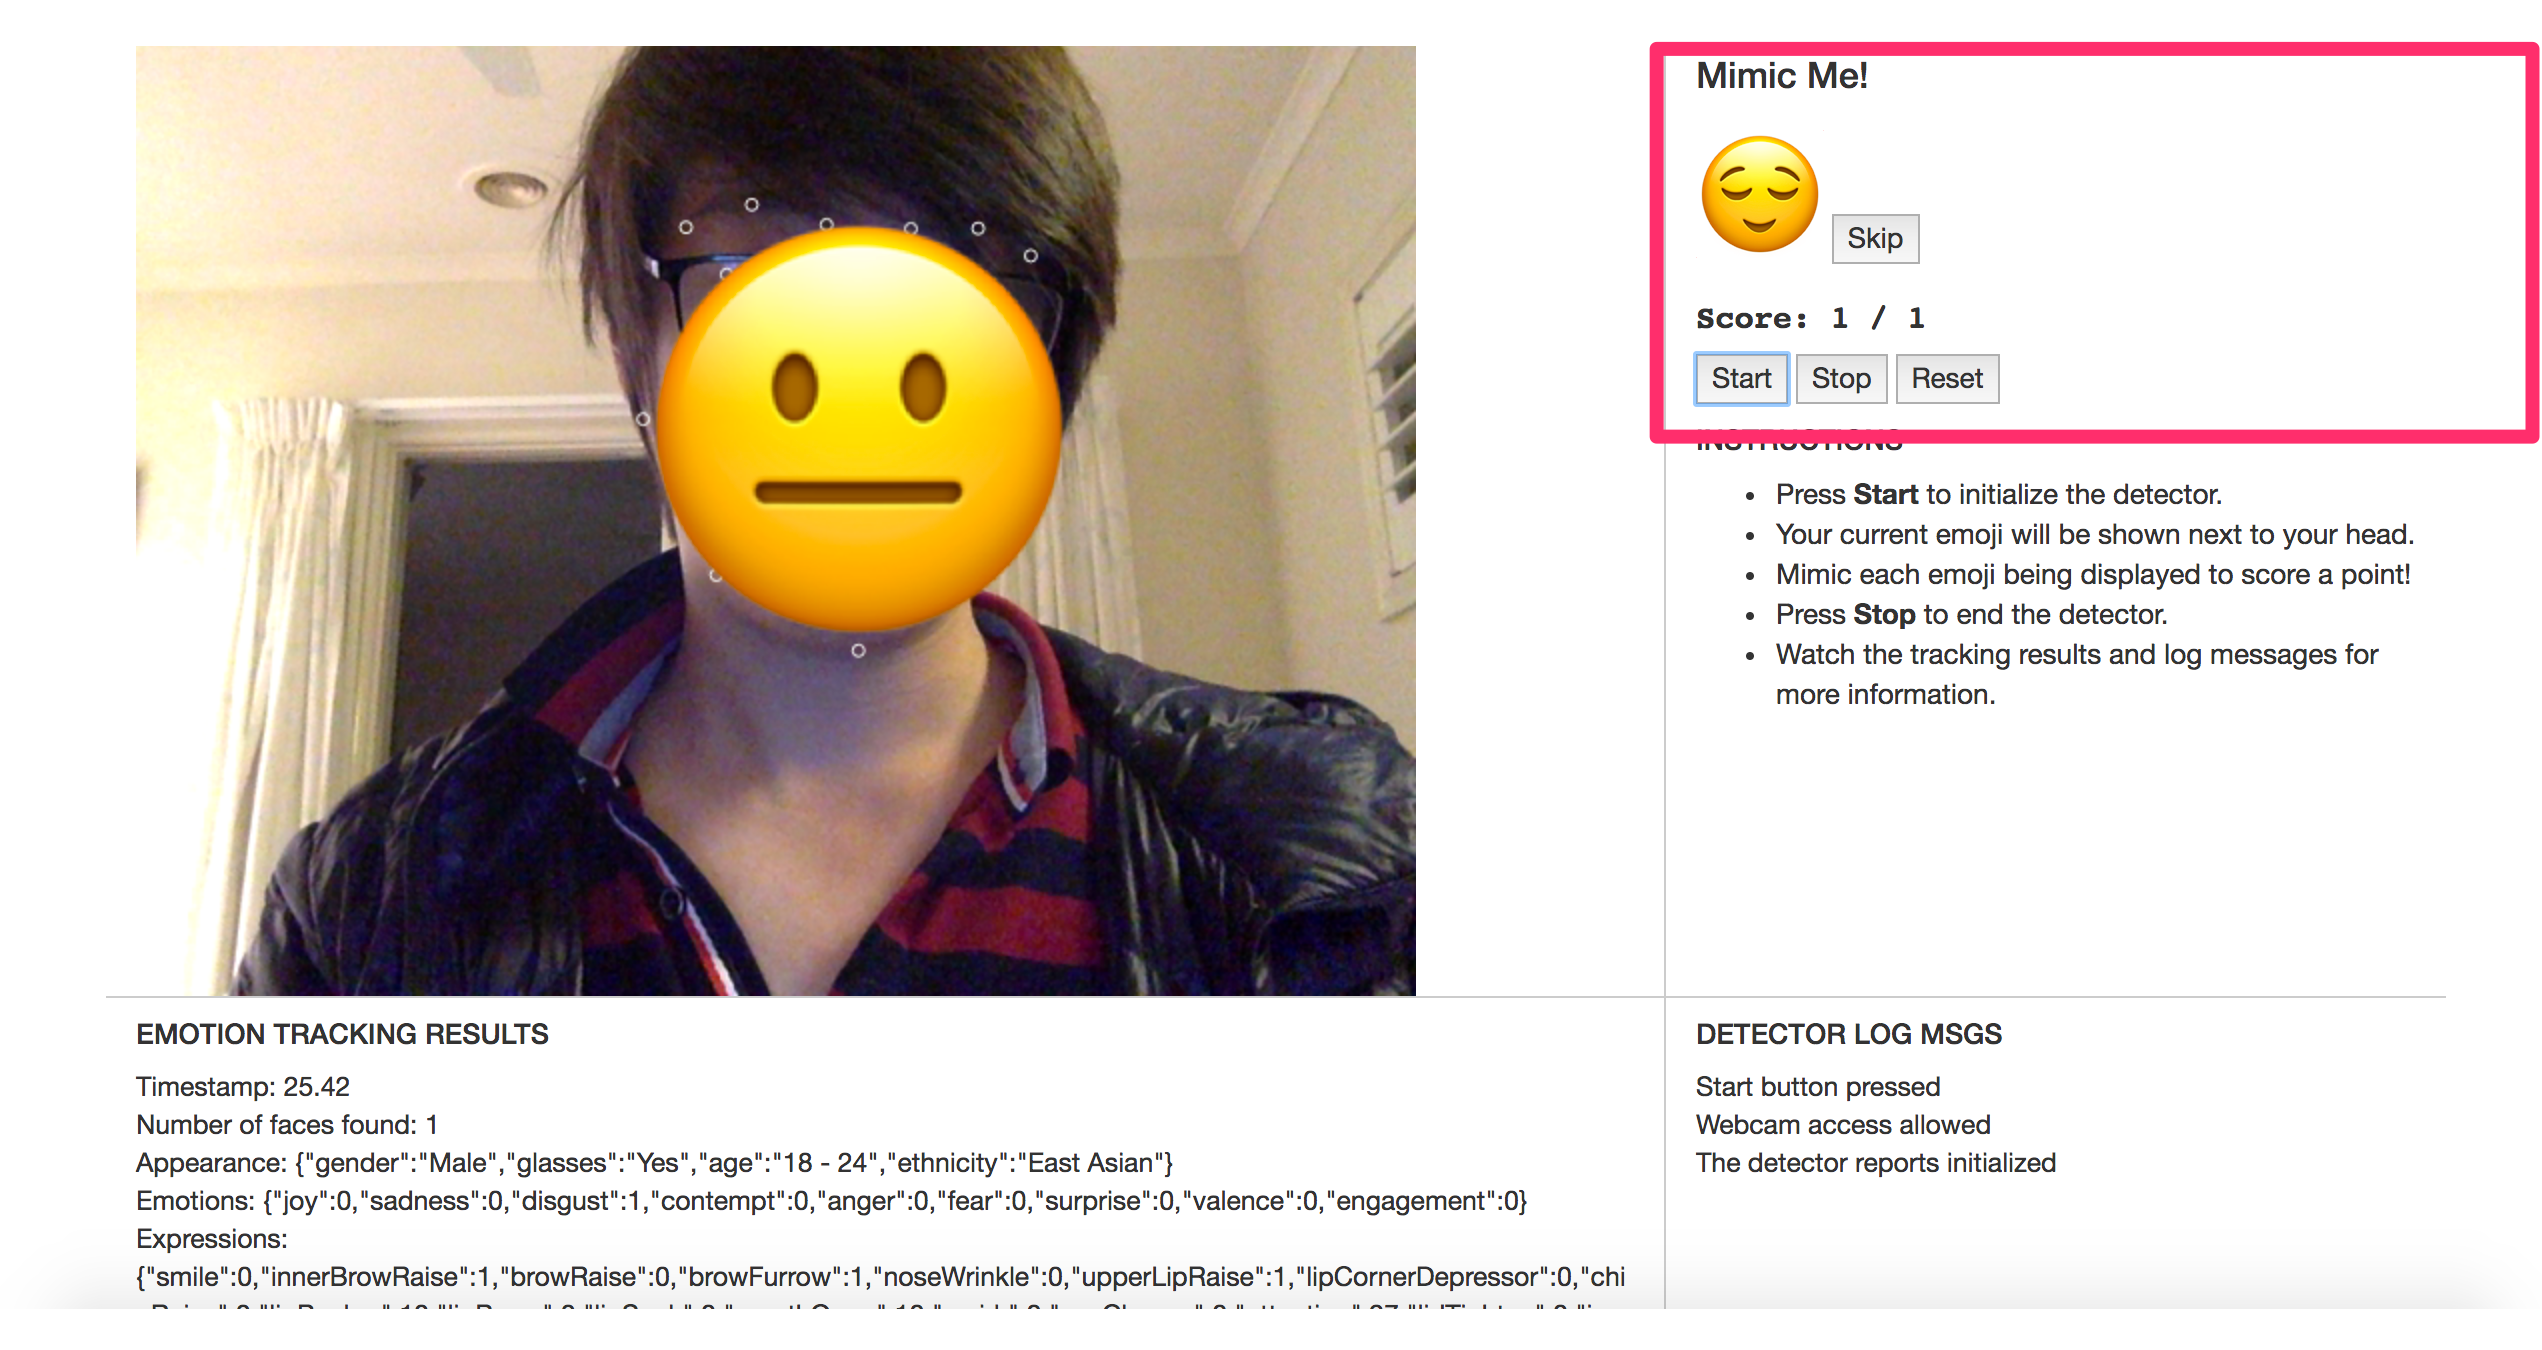 Mimic Me!
Skip
Score: 1 / 1
Start Stop Reset
INSTRUCTIONS
• Press Start to initialize the detector.
• Your current emoji will be shown next to your head.
• Mimic each emoji being displayed to score a point!
• Press Stop to end the detector.
• Watch the tracking results and log messages for
more information.
EMOTION TRACKING RESULTS
Timestamp: 25.42
Number of faces found: 1
Appearance: {"gender":"Male","glasses":"Yes","age":"18 - 24","ethnicity":"East Asian"}
Emotions: {"joy":0,"sadness":0,"disgust":1,"contempt":0,"anger":0,"fear":0,"surprise":0,"valence":0,"engagement":0}
Expressions:
{"smile":0,"innerBrowRaise":1,"browRaise":0,"browFurrow":1,"noseWrinkle":0,"upperLipRaise":1,"lipCornerDepressor":0,"chi
DETECTOR LOG MSGS
Start button pressed
Webcam access allowed
The detector reports initialized